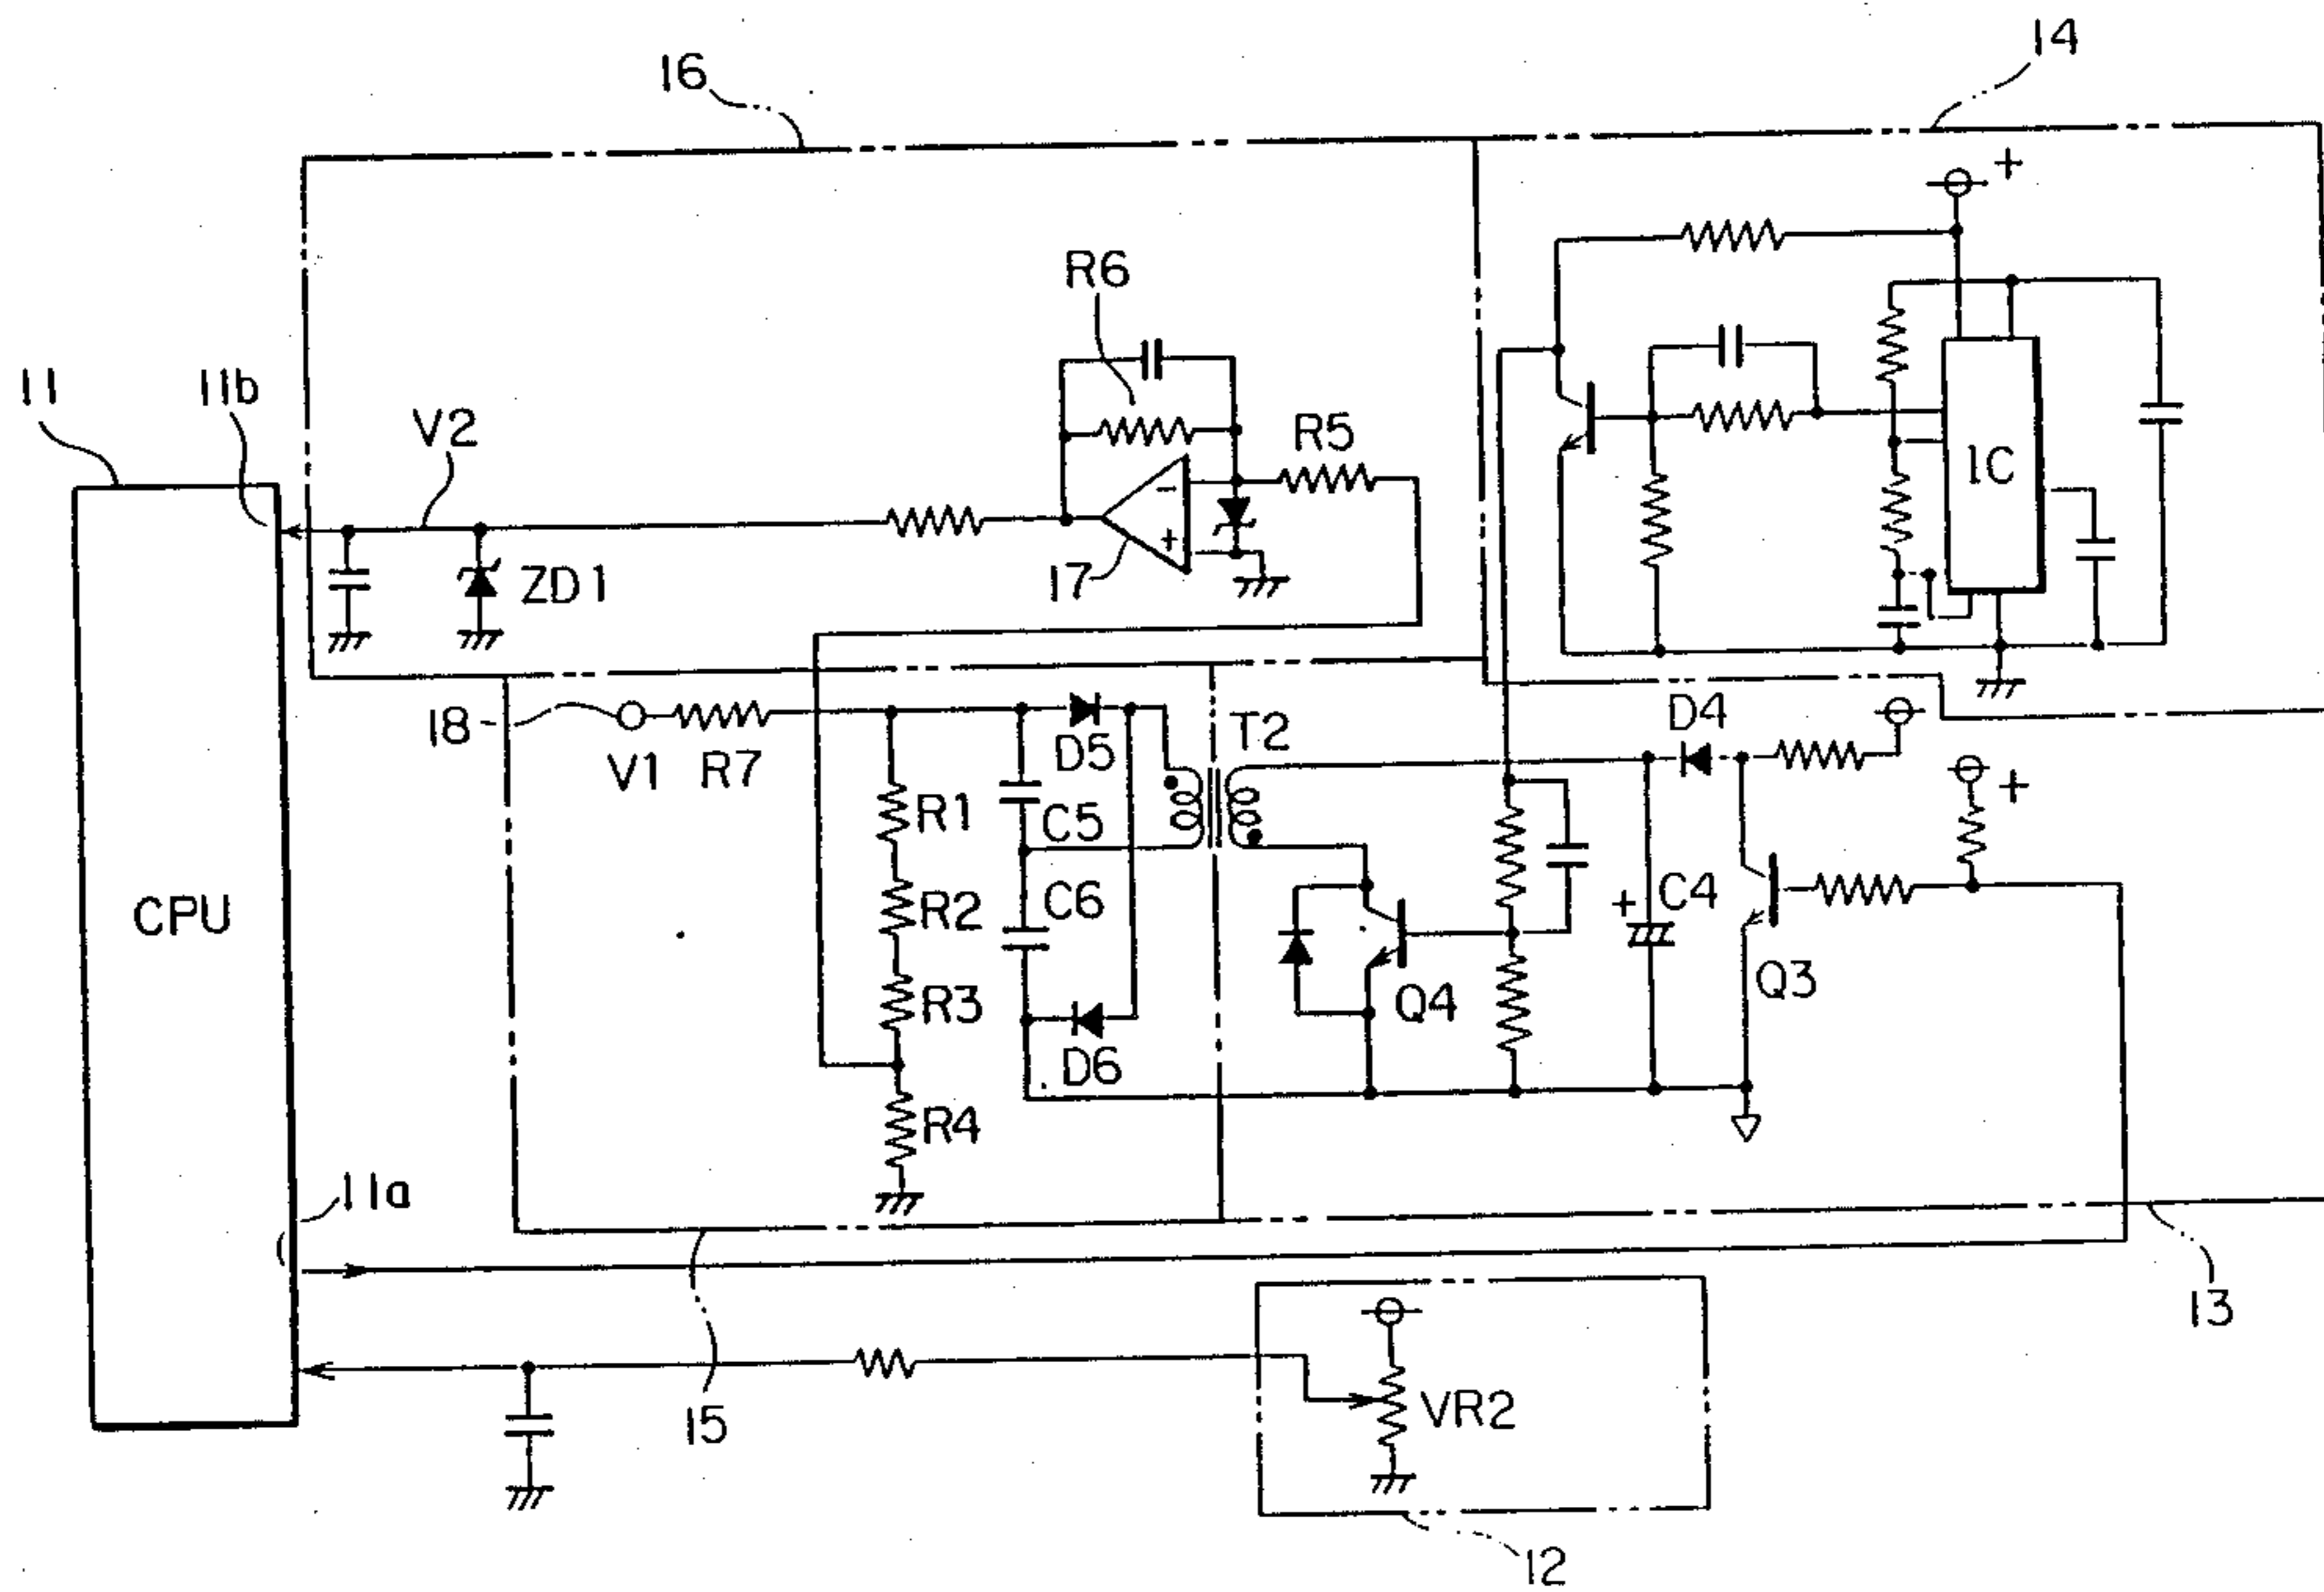 14
16
+
R6
11
11b
V2
R5
IC
-
+
17
ZD1
18
V1
R7
D5
T2
D4
+
R1
C5
CPU
R2
C6
+
C4
R3
Q4
Q3
D6
R4
11a
13
15
VR2
12